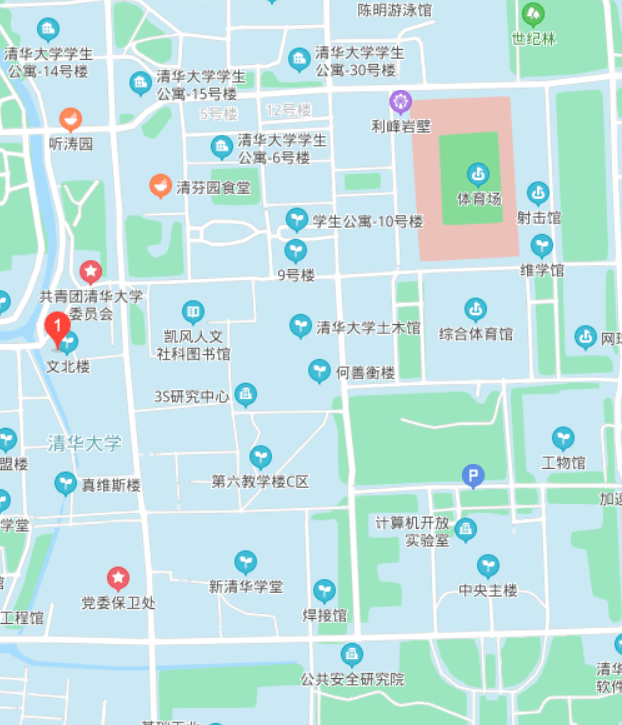 陈明游泳馆
世纪林
清华大学学生
公寓-14号楼
清华大学学生
公寓-30号楼
清华大学学生
公寓-15号楼
5号楼
12号楼
利峰岩壁
听涛园
清华大学学生
公寓-6号楼
清芬园食堂
体育场
射击馆
学生公寓-10号楼
9号楼
维学馆
共青团清华大学
委员会
1
凯风人文
社科图书馆
清华大学土木馆
综合体育馆
网球
文北楼
何善衡楼
3S研究中心
清华大学
盟楼
真维斯楼
第六教学楼C区
工物馆
P
加速
学堂
计算机开放
实验室
新清华学堂
中央主楼
党委保卫处
焊接馆
工程馆
公共安全研究院
清华
软件